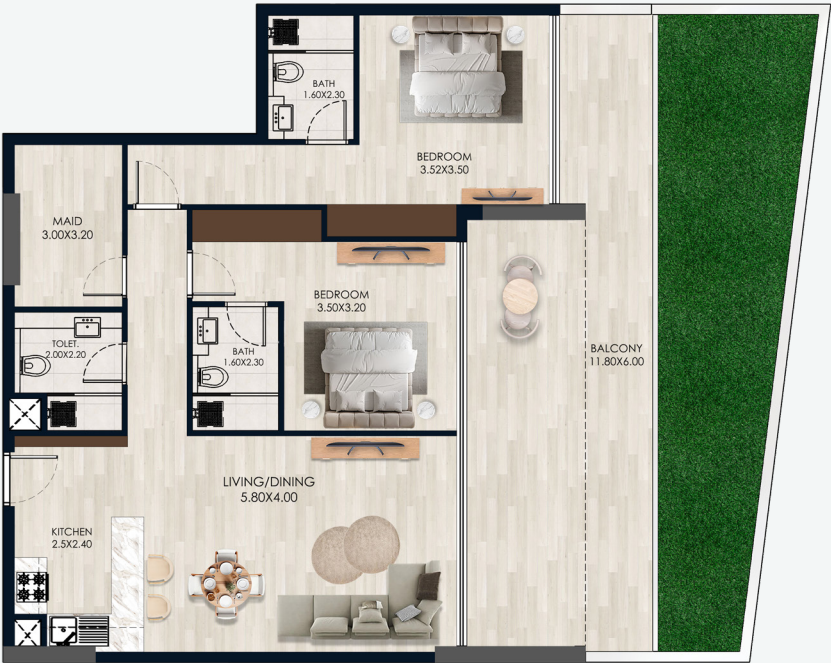 BATH
1.60X2.30
BEDROOM
3.52X3.50
MAID
3.00X3.20
BEDROOM
3.50X3.20
TOLET.
2.00X2.20
BATH
1.60X2.30
BALCONY
11.80X6.00
LIVING/DINING
5.80X4.00
KITCHEN
2.5X2.40